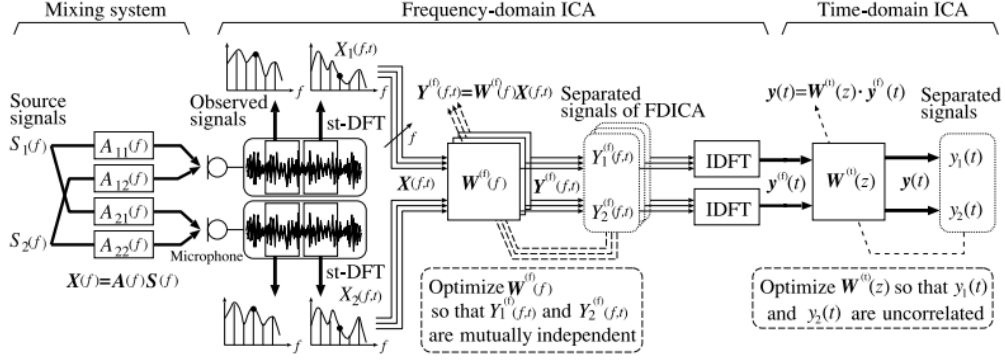 Mixing system
Frequency-domain ICA
Time-domain ICA
Source signals
S₁(f)
S₂(f)
A₁₁(f)
A₁₂(f)
A₂₁(f)
A₂₂(f)
X(f)=A(f)S(f)
Microphone
Observed signals
f
f
X₁(f,t)
st-DFT
f
st-DFT
X₂(f,t)
f
f
X(f,t)
Y⁽ᶠ⁾(f,t)=W⁽ᶠ⁾(f)X(f,t)
W⁽ᶠ⁾(f)
Y⁽ᶠ⁾(f,t)
Separated signals of FDICA
Y₁⁽ᶠ⁾(f,t)
Y₂⁽ᶠ⁾(f,t)
Optimize W⁽ᶠ⁾(f)
so that Y₁⁽ᶠ⁾(f,t) and Y₂⁽ᶠ⁾(f,t)
are mutually independent
IDFT
IDFT
y⁽ᶠ⁾(t)
y(t)=W⁽ᵗ⁾(z)·y⁽ᶠ⁾(t)
W⁽ᵗ⁾(z)
y(t)
Separated signals
y₁(t)
y₂(t)
Optimize W⁽ᵗ⁾(z) so that y₁(t)
and y₂(t) are uncorrelated